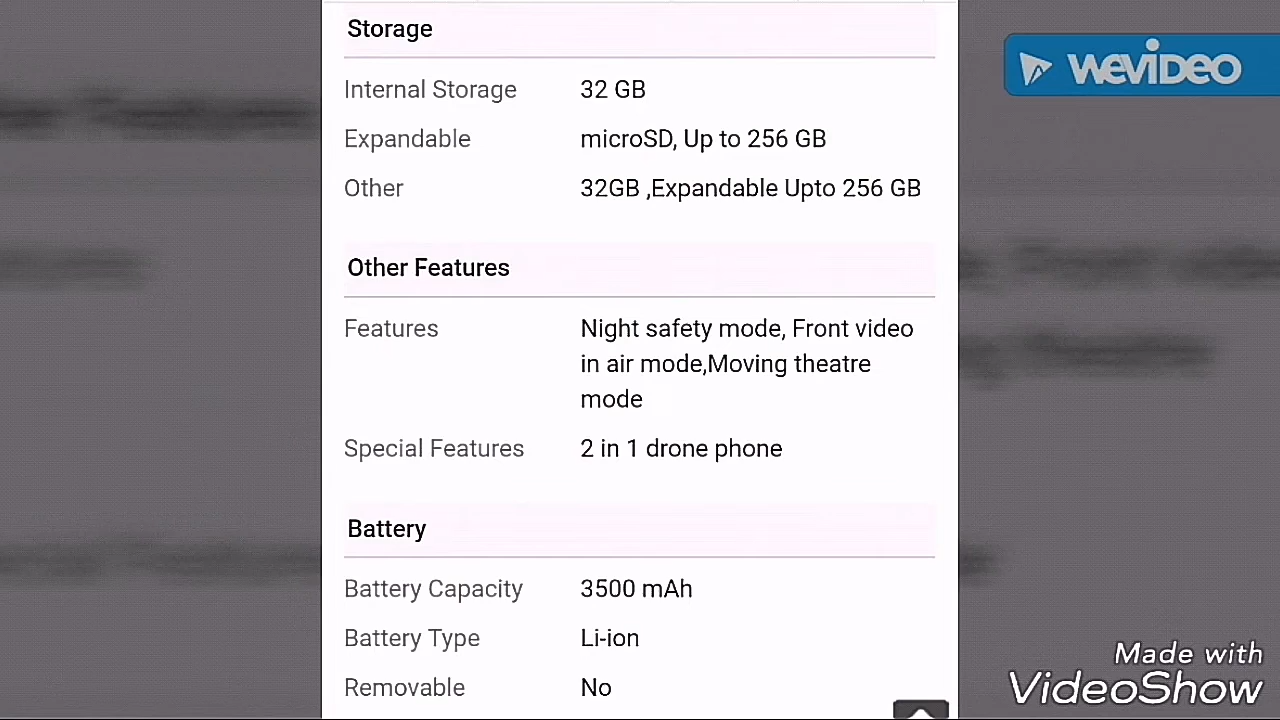 Storage
Internal Storage 32 GB
Expandable microSD, Up to 256 GB
Other 32GB ,Expandable Upto 256 GB
Other Features
Features Night safety mode, Front video
in air mode,Moving theatre
mode
Special Features 2 in 1 drone phone
Battery
Battery Capacity 3500 mAh
Battery Type Li-ion
Removable No
WEVIDEO
Made with
VideoShow